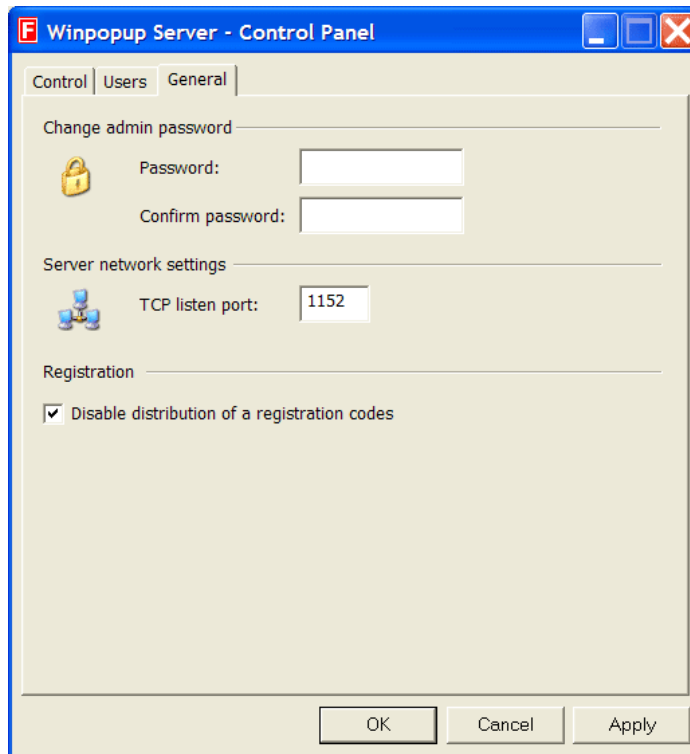 F Winpopup Server - Control Panel
Control Users General
Change admin password
Password:
Confirm password:
Server network settings
TCP listen port: 1152
Registration
Disable distribution of a registration codes
OK Cancel Apply